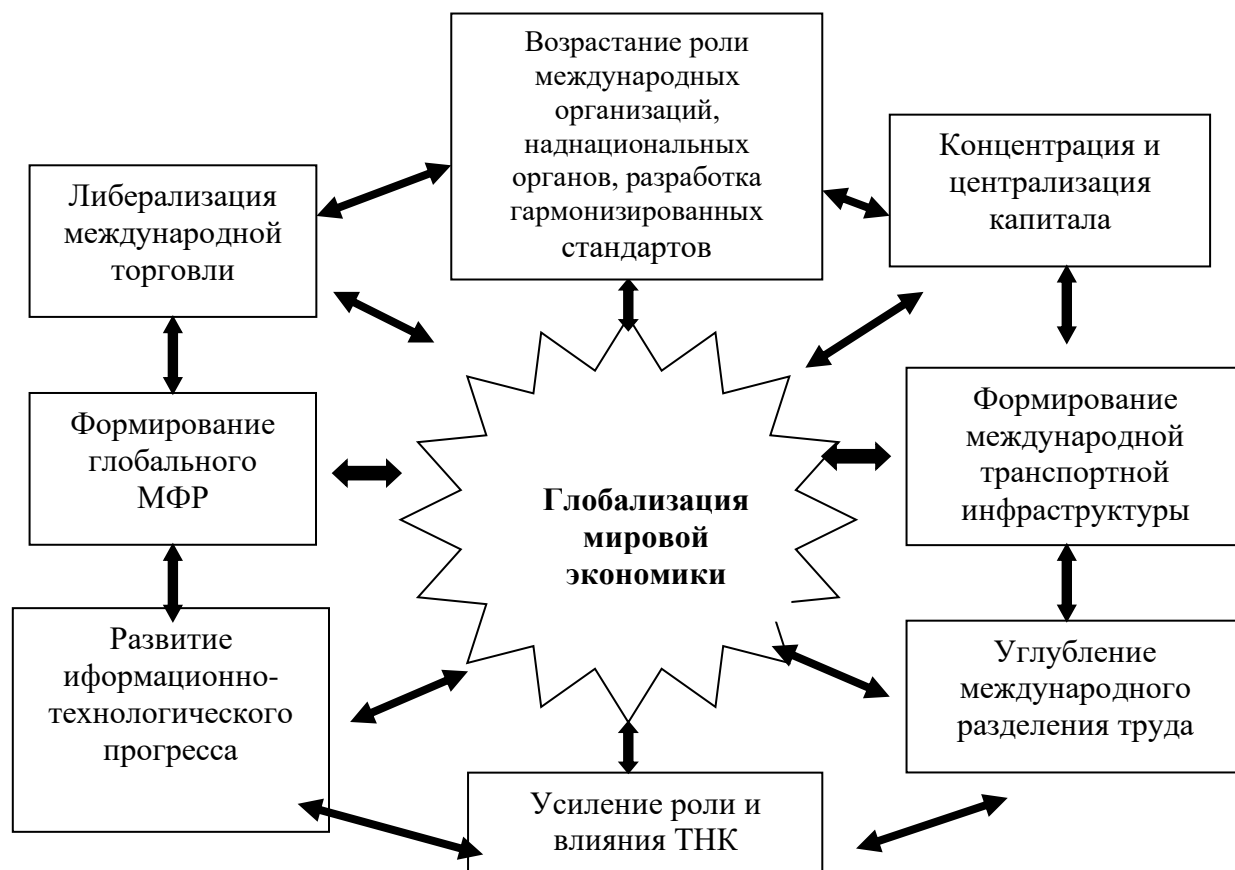 Возрастание роли
международных
организаций,
наднациональных
органов, разработка
гармонизированных
стандартов
Концентрация и
централизация
капитала
Либерализация
международной
торговли
Формирование
глобального
МФР
Глобализация
мировой
экономики
Формирование
международной
транспортной
инфраструктуры
Развитие
иформационно-
технологического
прогресса
Углубление
международного
разделения труда
Усиление роли и
влияния ТНК